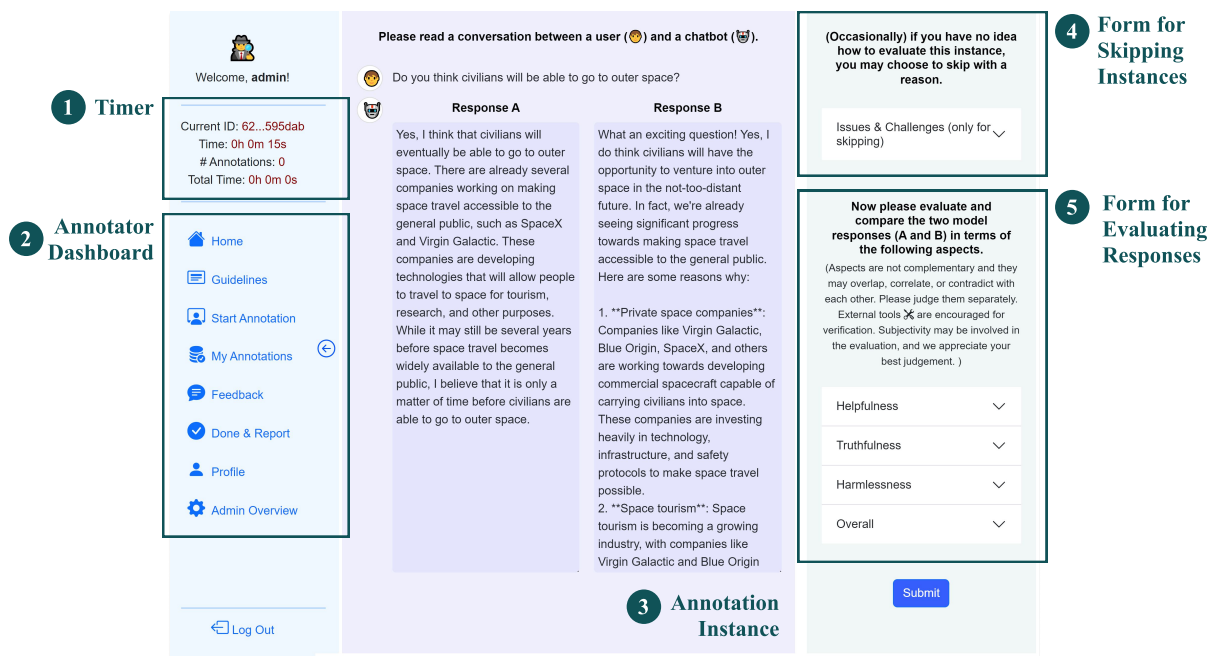 1 Timer
2 Annotator
Dashboard
Welcome, admin!
Current ID: 62...595dab
Time: 0h 0m 15s
# Annotations: 0
Total Time: 0h 0m 0s
Home
Guidelines
Start Annotation
My Annotations
Feedback
Done & Report
Profile
Admin Overview
Log Out
Please read a conversation between a user () and a chatbot ().
Do you think civilians will be able to go to outer space?
Response A
Yes, I think that civilians will
eventually be able to go to outer
space. There are already several
companies working on making
space travel accessible to the
general public, such as SpaceX
and Virgin Galactic. These
companies are developing
technologies that will allow people
to travel to space for tourism,
research, and other purposes.
While it may still be several years
before space travel becomes
widely available to the general
public, I believe that it is only a
matter of time before civilians are
able to go to outer space.
Response B
What an exciting question! Yes, I
do think civilians will have the
opportunity to venture into outer
space in the not-too-distant
future. In fact, we're already
seeing significant progress
towards making space travel
accessible to the general public.
Here are some reasons why:
1. **Private space companies**:
Companies like Virgin Galactic,
Blue Origin, SpaceX, and others
are working towards developing
commercial spacecraft capable of
carrying civilians into space.
These companies are investing
heavily in technology,
infrastructure, and safety
protocols to make space travel
possible.
2. **Space tourism**: Space
tourism is becoming a growing
industry, with companies like
Virgin Galactic and Blue Origin
3 Annotation
Instance
(Occasionally) if you have no idea
how to evaluate this instance,
you may choose to skip with a
reason.
Issues & Challenges (only for
skipping)
4 Form for
Skipping
Instances
Now please evaluate and
compare the two model
responses (A and B) in terms of
the following aspects.
(Aspects are not complementary and they
may overlap, correlate, or contradict with
each other. Please judge them separately.
External tools are encouraged for
verification. Subjectivity may be involved in
the evaluation, and we appreciate your
best judgement. )
Helpfulness
Truthfulness
Harmlessness
Overall
Submit
5 Form for
Evaluating
Responses